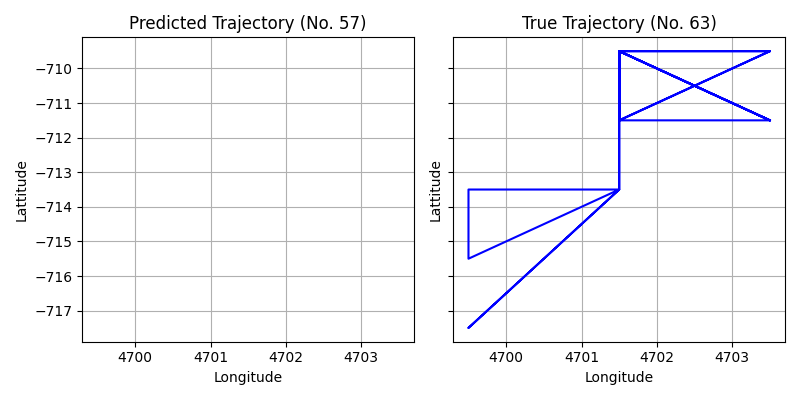 Predicted Trajectory (No. 57)
True Trajectory (No. 63)
−710
−711
−712
−713
−714
−715
−716
−717
Lattitude
Lattitude
4700 4701 4702 4703
4700 4701 4702 4703
Longitude
Longitude